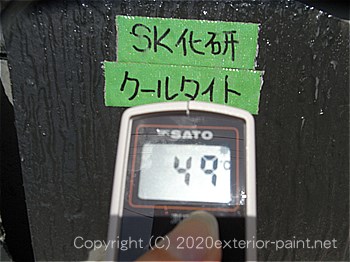 SK化研
クールタイト
SATO
49°C
Copyright (C) 2020exterior-paint.net